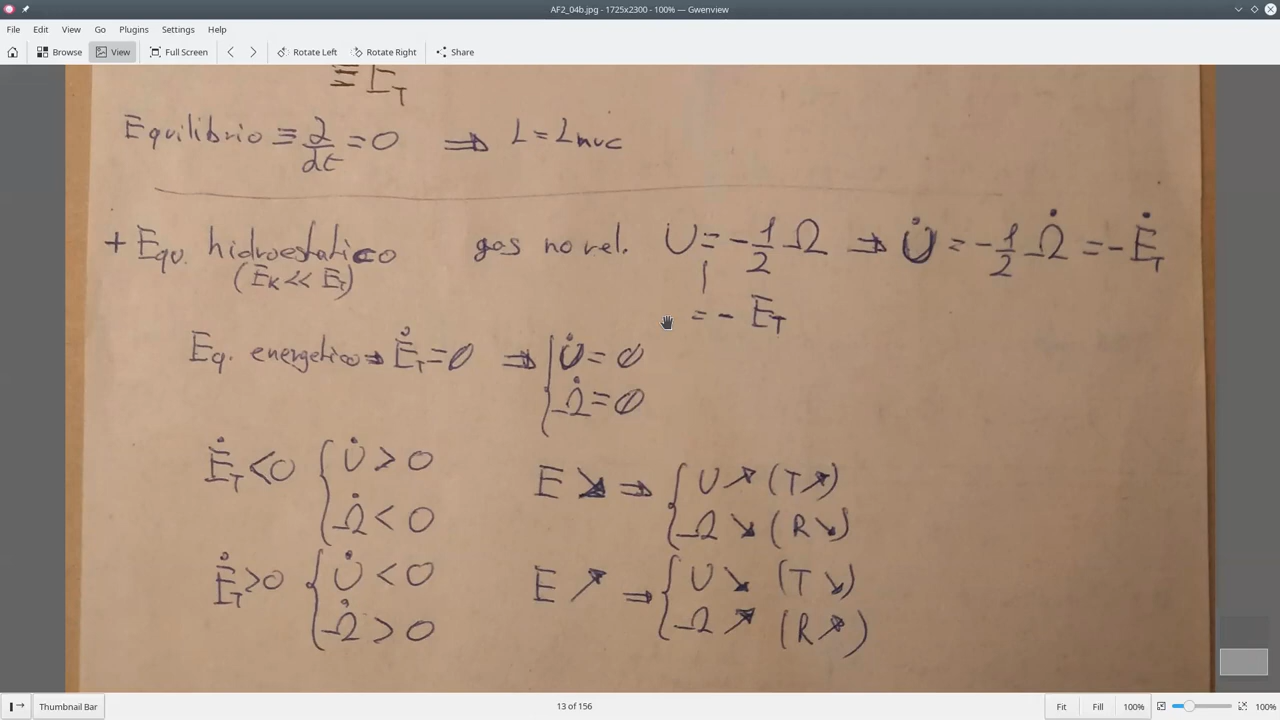 AF2_04b.jpg - 1725x2300 - 100% — Gwenview
File Edit View Go Plugins Settings Help
Browse View Full Screen Rotate Left Rotate Right Share
≡ E_T
Equilibrio ≡ ∂/dt = 0 ⇒ L = Lnuc
+ Equ. hidroestatico gas no rel. U = -1/2 Ω ⇒ U̇ = -1/2 Ω̇ = -Ė_T
(E_K << E_T)
= - E_T
Eq. energetico → Ė_T = 0 ⇒ { U̇ = 0
Ω̇ = 0
Ė_T < 0 { U̇ > 0 E ↘ ⇒ { U ↗ (T ↗)
Ω̇ < 0 Ω ↘ (R ↘)
Ė_T > 0 { U̇ < 0 E ↗ ⇒ { U ↘ (T ↘)
Ω̇ > 0 Ω ↗ (R ↗)
Thumbnail Bar 13 of 156 Fit Fill 100% 100%